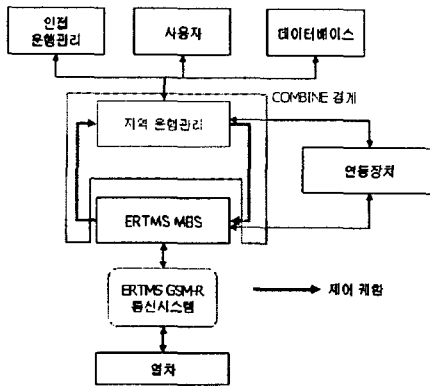 인접
운행관리
사용자
데이터베이스
COMBINE 경계
지역 운행관리
연동장치
ERTMS MBS
ERTMS GSM-R
통신시스템
제어 궤환
열차